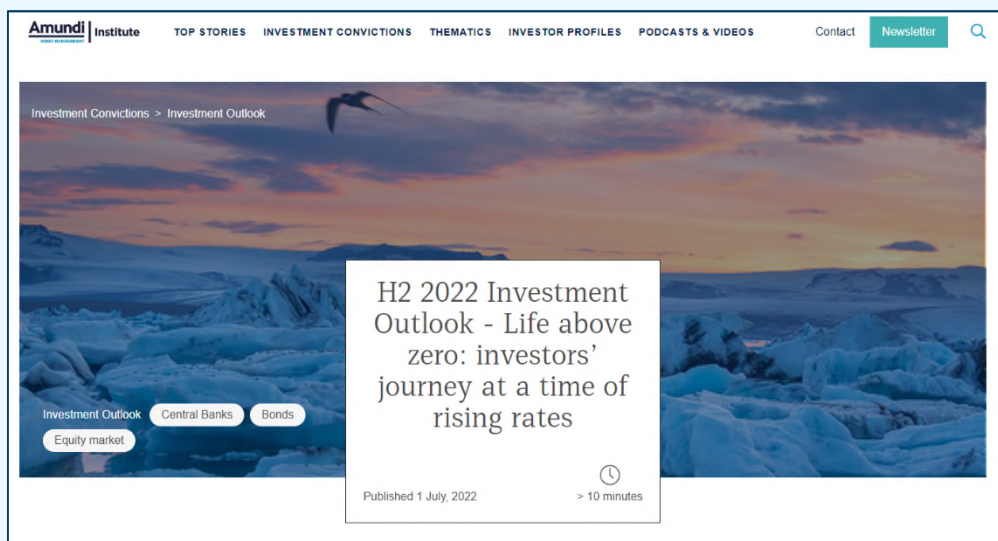 Amundi Institute
ASSET MANAGEMENT
TOP STORIES INVESTMENT CONVICTIONS THEMATICS INVESTOR PROFILES PODCASTS & VIDEOS Contact Newsletter
Investment Convictions > Investment Outlook
H2 2022 Investment
Outlook - Life above
zero: investors'
journey at a time of
rising rates
Investment Outlook Central Banks Bonds
Equity market
Published 1 July, 2022 > 10 minutes